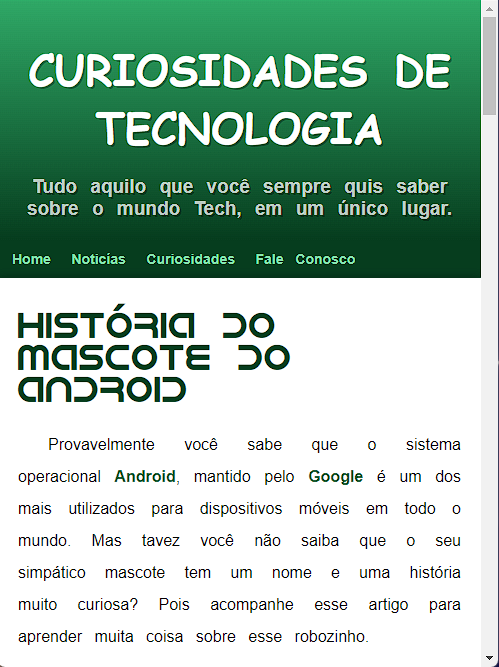 CURIOSIDADES DE
TECNOLOGIA
Tudo aquilo que você sempre quis saber
sobre o mundo Tech, em um único lugar.
Home Noticías Curiosidades Fale Conosco
HISTÓRIA DO
MASCOTE DO
ANDROID
Provavelmente você sabe que o sistema
operacional Android, mantido pelo Google é um dos
mais utilizados para dispositivos móveis em todo o
mundo. Mas tavez você não saiba que o seu
simpático mascote tem um nome e uma história
muito curiosa? Pois acompanhe esse artigo para
aprender muita coisa sobre esse robozinho.